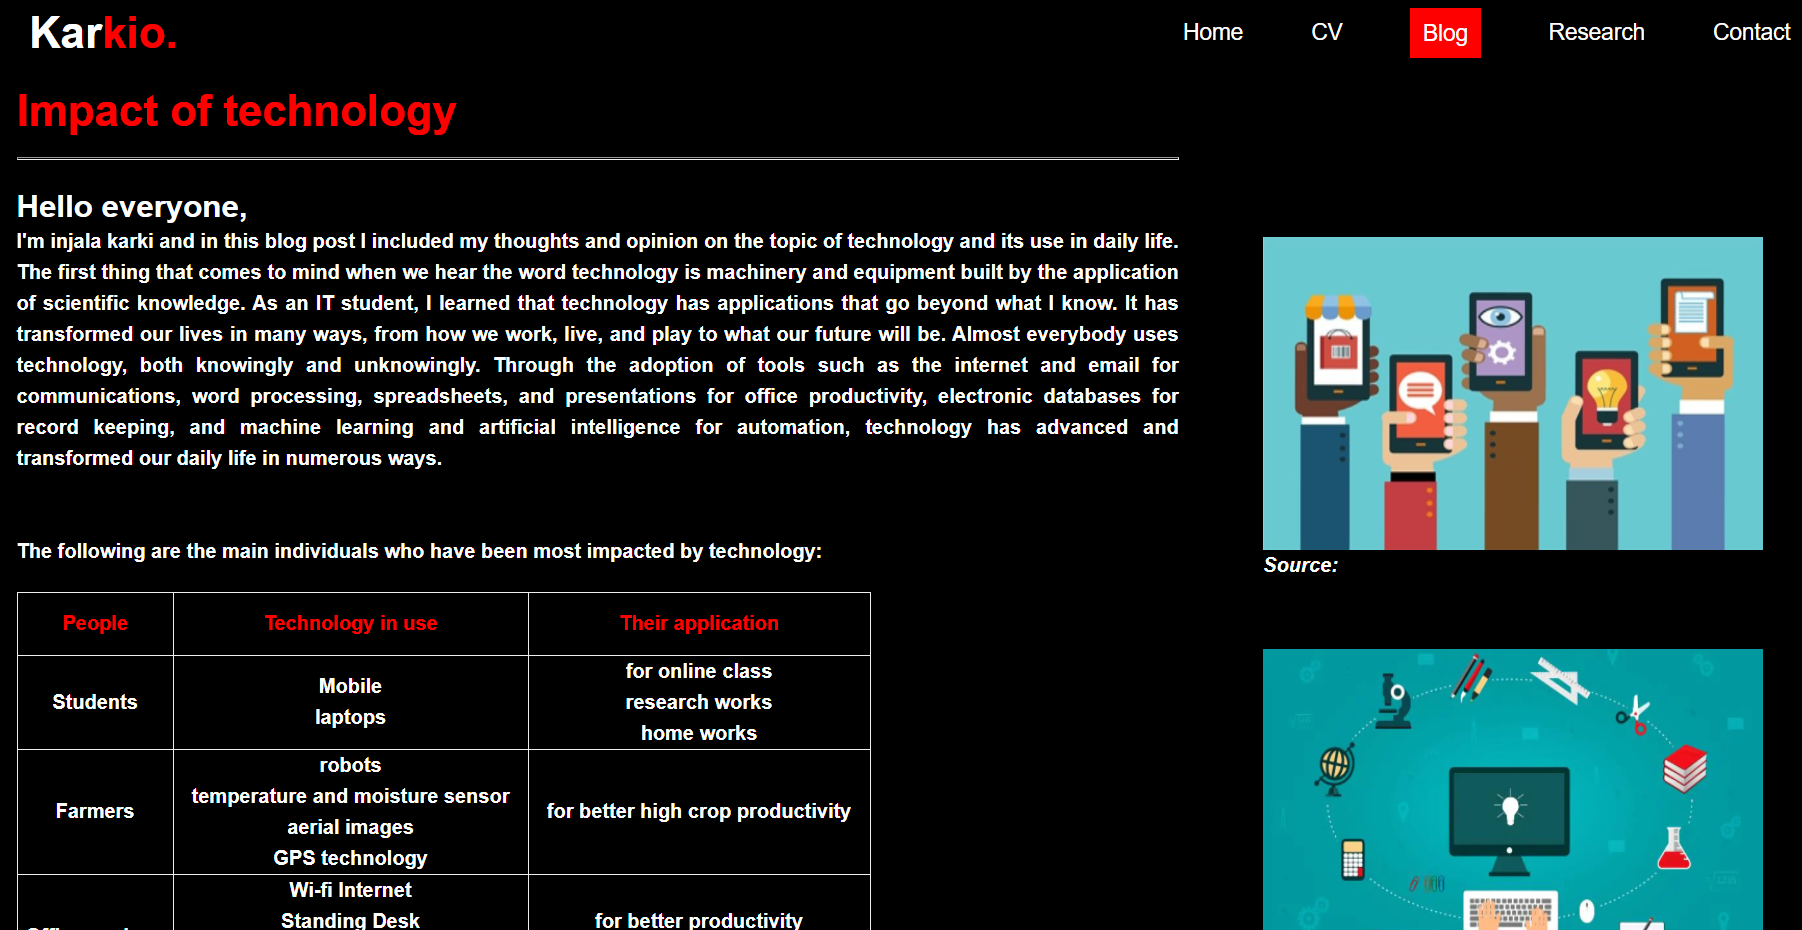 Karkio.
Home CV Blog Research Contact
Impact of technology
Hello everyone,
I'm injala karki and in this blog post I included my thoughts and opinion on the topic of technology and its use in daily life.
The first thing that comes to mind when we hear the word technology is machinery and equipment built by the application
of scientific knowledge. As an IT student, I learned that technology has applications that go beyond what I know. It has
transformed our lives in many ways, from how we work, live, and play to what our future will be. Almost everybody uses
technology, both knowingly and unknowingly. Through the adoption of tools such as the internet and email for
communications, word processing, spreadsheets, and presentations for office productivity, electronic databases for
record keeping, and machine learning and artificial intelligence for automation, technology has advanced and
transformed our daily life in numerous ways.
The following are the main individuals who have been most impacted by technology:
People Technology in use Their application
Students
Mobile
laptops
for online class
research works
home works
Farmers
robots
temperature and moisture sensor
aerial images
GPS technology
for better high crop productivity
Wi-fi Internet
Standing Desk
for better productivity
Source: